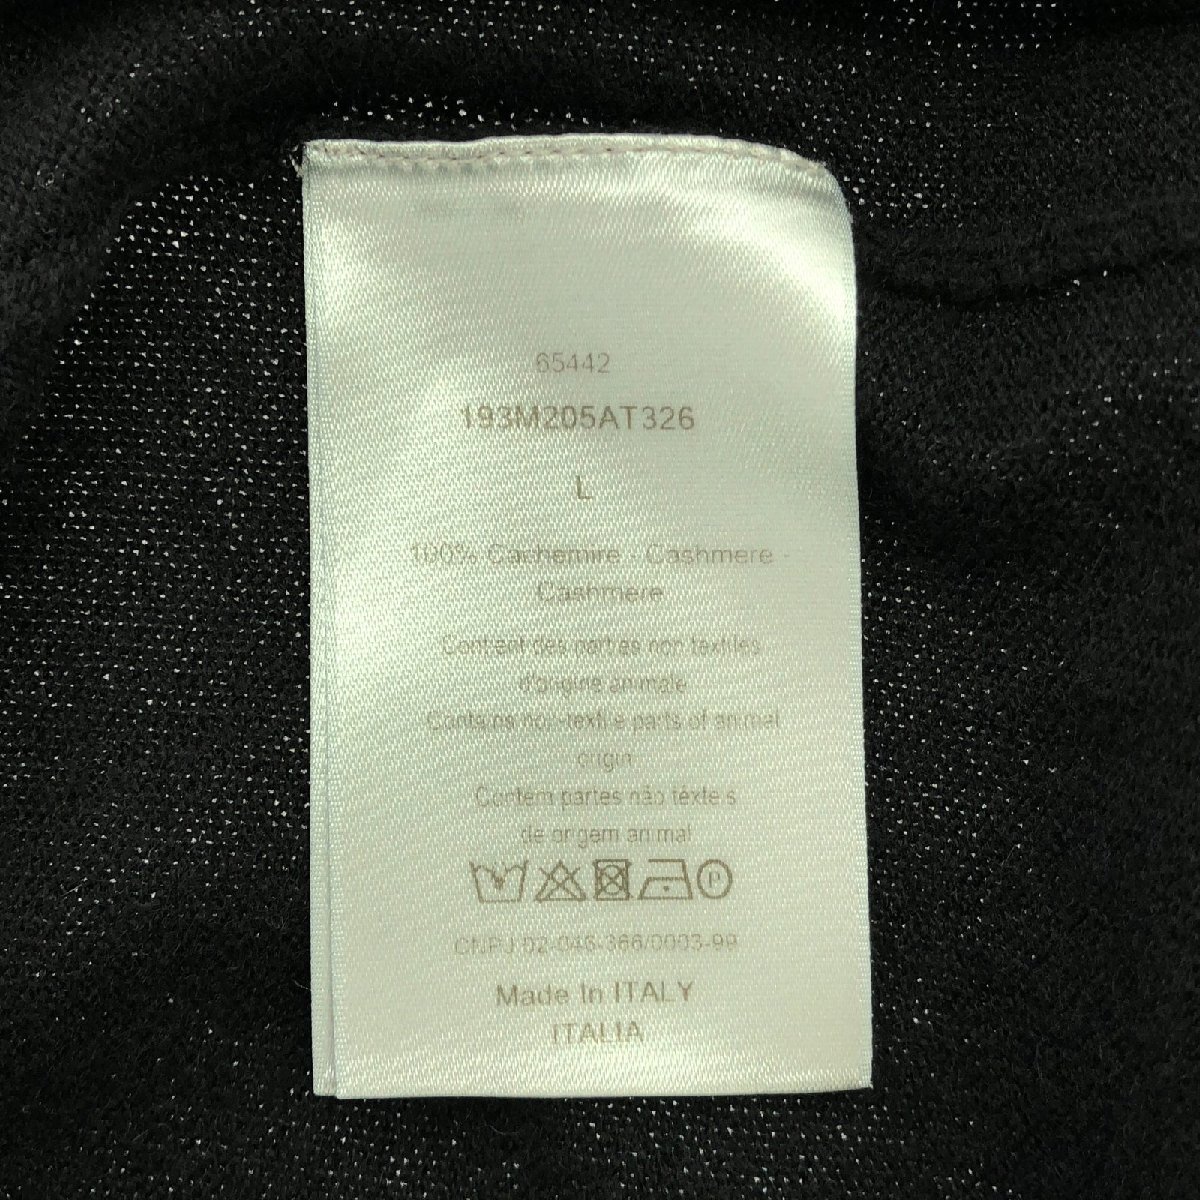 65442
193M205AT326
L
100% Cachemire - Cashmere -
Cashmere
Contient des parties non textiles
d'origine animale
Contains non-textile parts of animal
origin
Contém partes não têxteis
de origem animal
P
CNPJ 02-046-366/0003-99
Made In ITALY
ITALIA